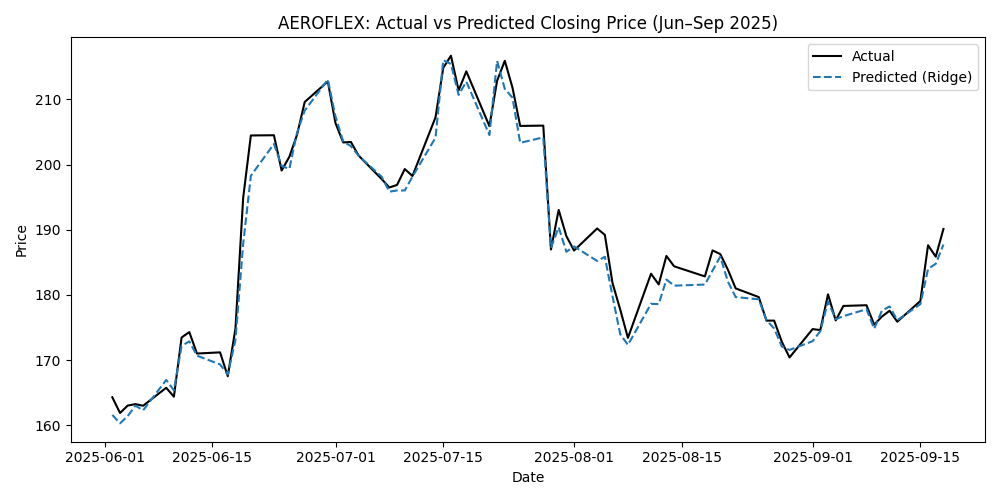 AEROFLEX: Actual vs Predicted Closing Price (Jun–Sep 2025)
Actual
Predicted (Ridge)
Price
210
200
190
180
170
160
2025-06-01 2025-06-15 2025-07-01 2025-07-15 2025-08-01 2025-08-15 2025-09-01 2025-09-15
Date